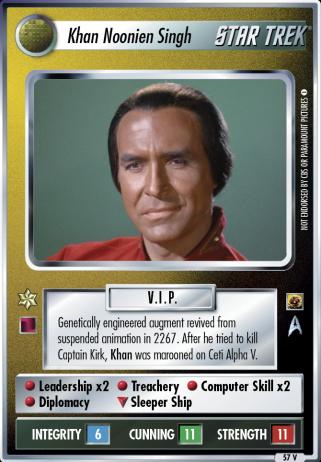 Khan Noonien Singh STAR TREK
NOT ENDORSED BY CBS OR PARAMOUNT PICTURES
V.I.P.
Genetically engineered augment revived from
suspended animation in 2267. After he tried to kill
Captain Kirk, Khan was marooned on Ceti Alpha V.
Leadership x2 Treachery Computer Skill x2
Diplomacy Sleeper Ship
INTEGRITY 6 CUNNING 11 STRENGTH 11
57 V